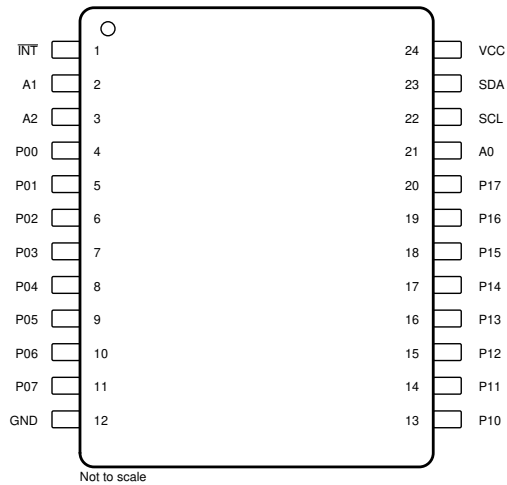 INT 1 24 VCC
A1 2 23 SDA
A2 3 22 SCL
P00 4 21 A0
P01 5 20 P17
P02 6 19 P16
P03 7 18 P15
P04 8 17 P14
P05 9 16 P13
P06 10 15 P12
P07 11 14 P11
GND 12 13 P10
Not to scale